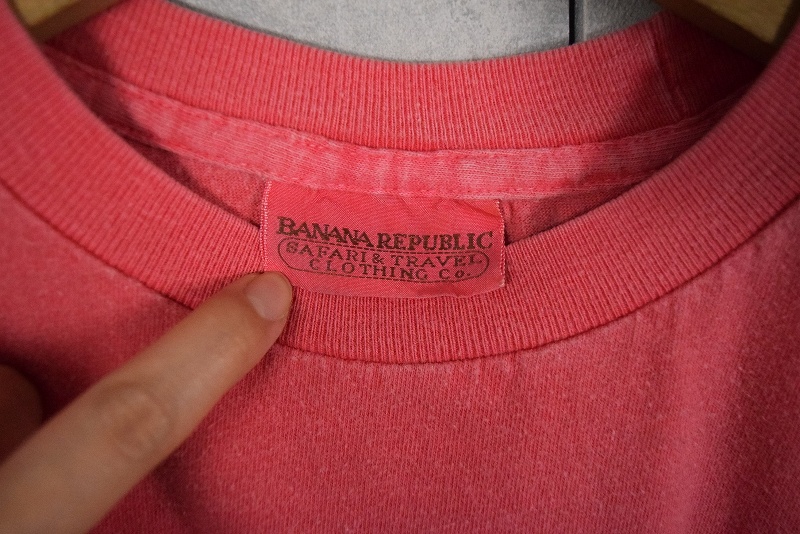 BANANA REPUBLIC
SAFARI & TRAVEL
CLOTHING Co.